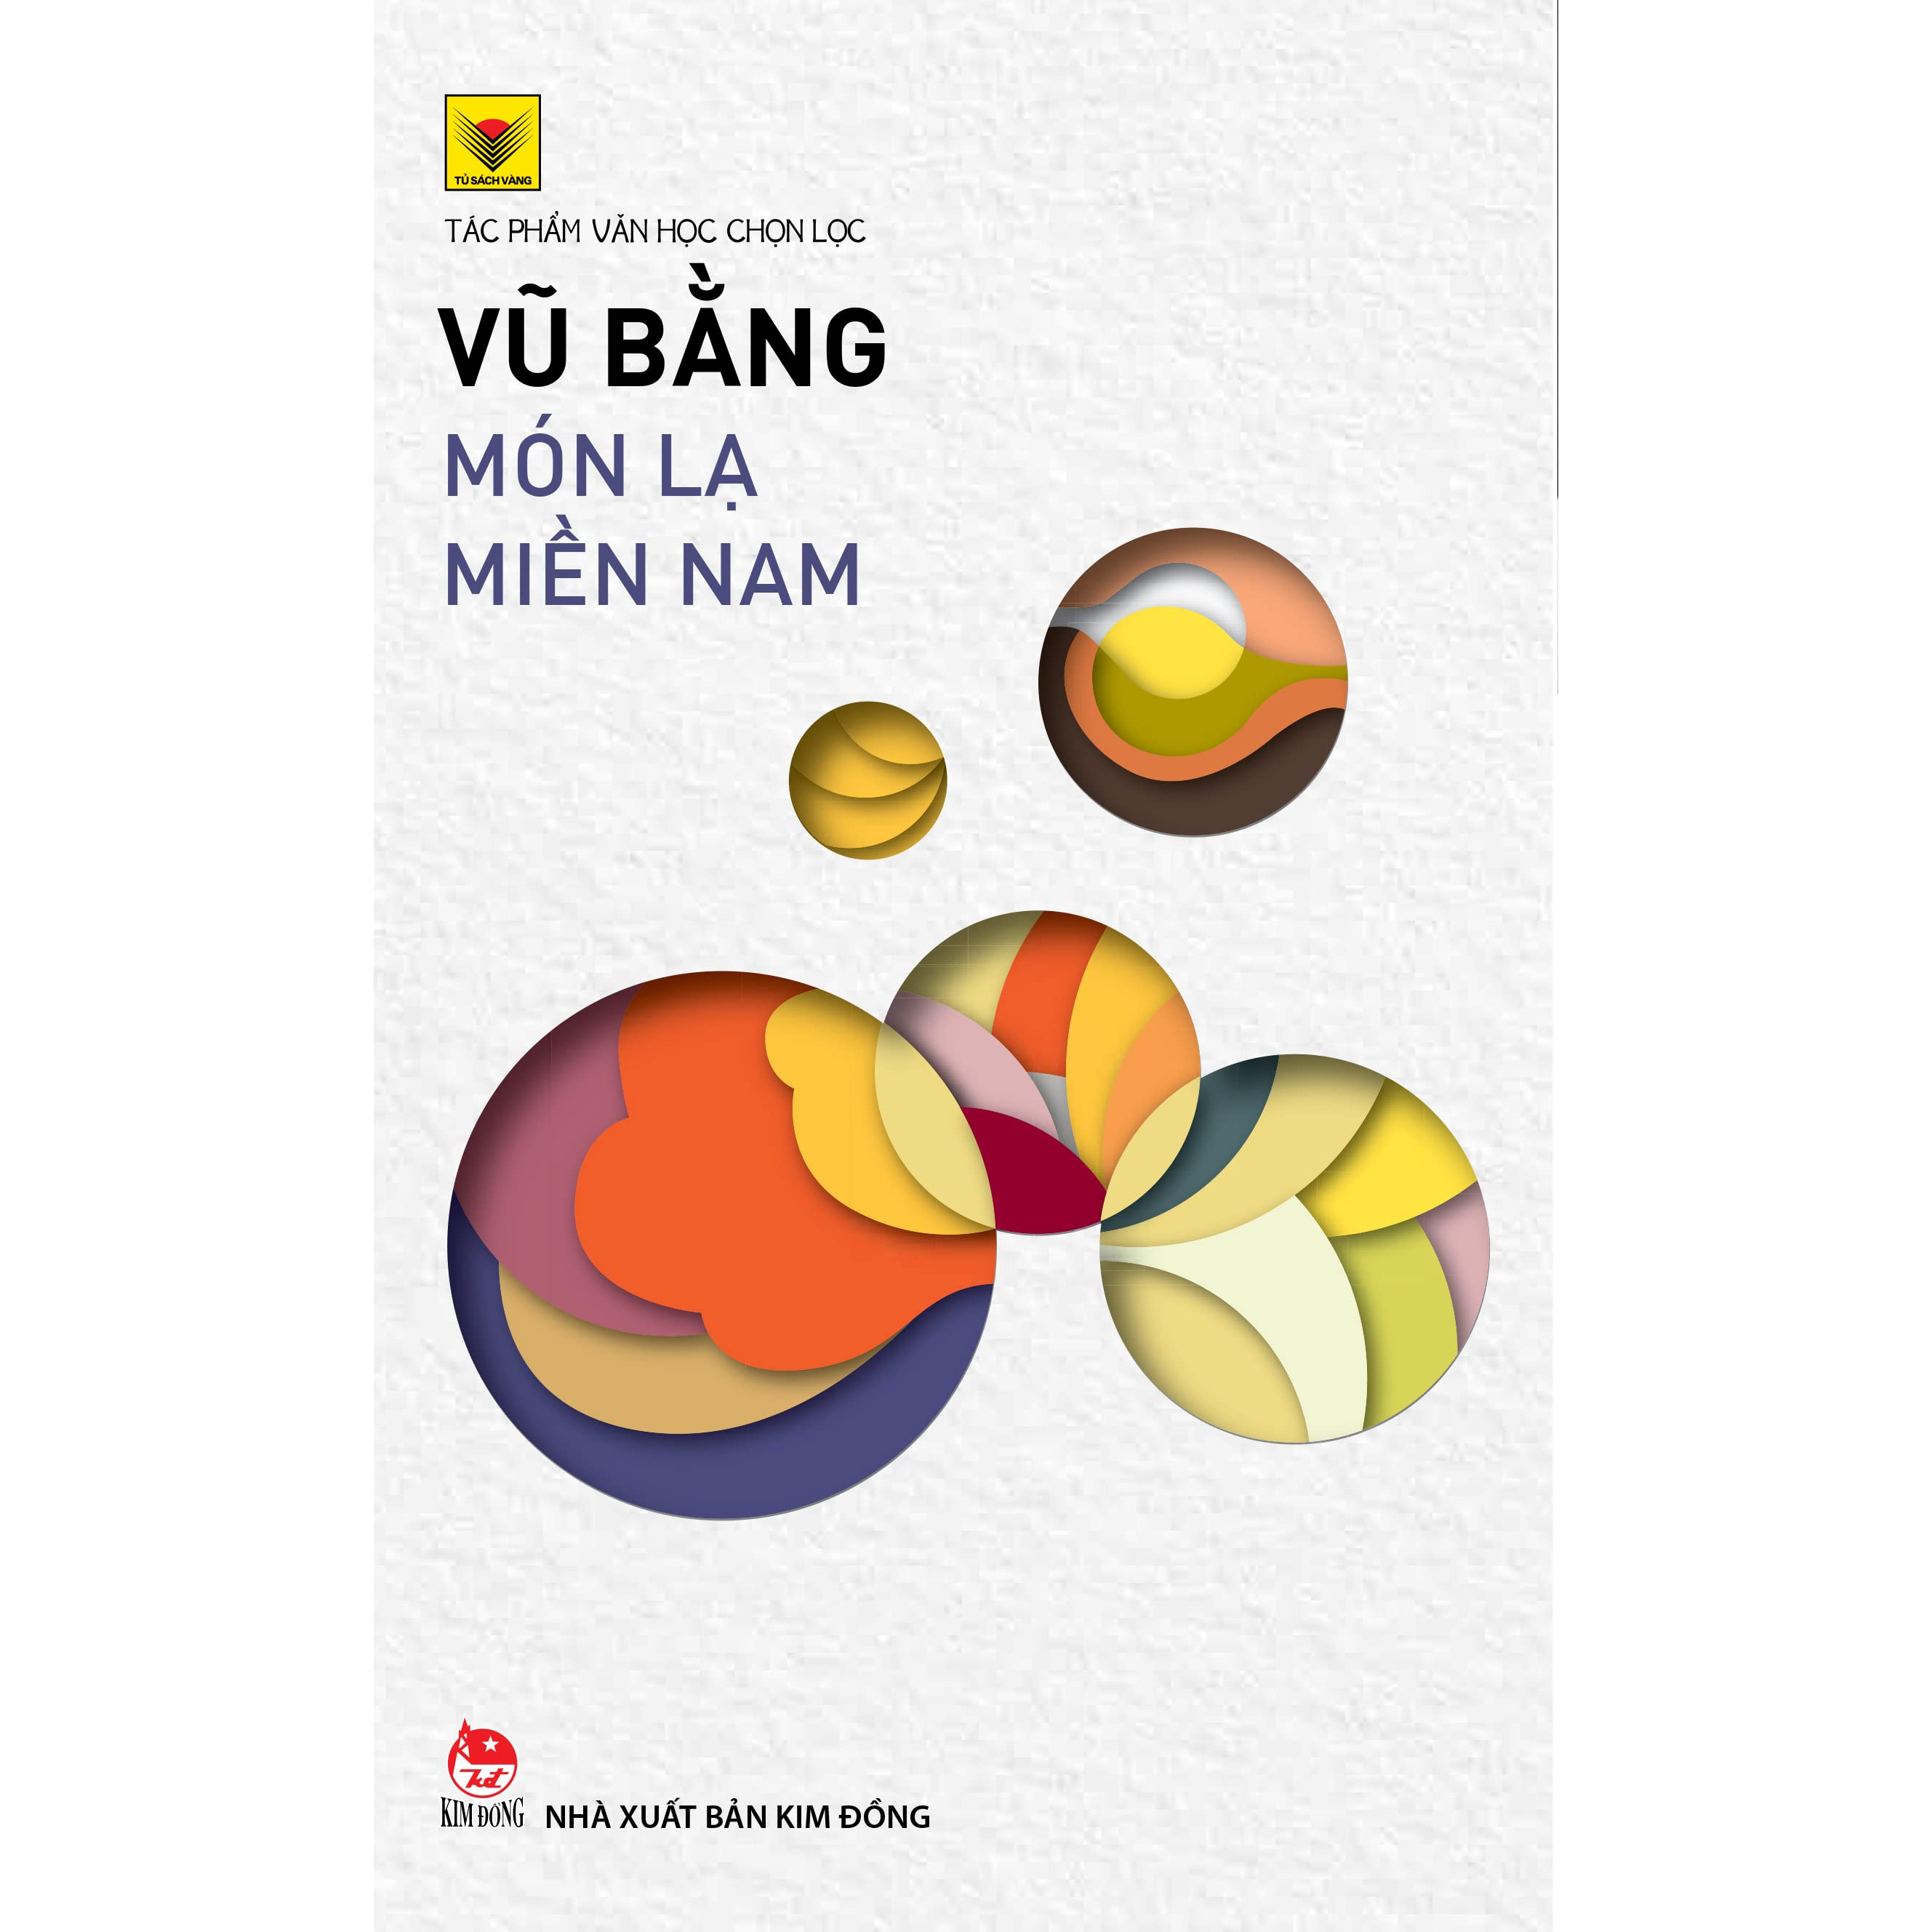 TỦ SÁCH VÀNG
TÁC PHẨM VĂN HỌC CHỌN LỌC
VŨ BẰNG
MÓN LẠ
MIỀN NAM
kđ
KIM ĐỒNG
NHÀ XUẤT BẢN KIM ĐỒNG